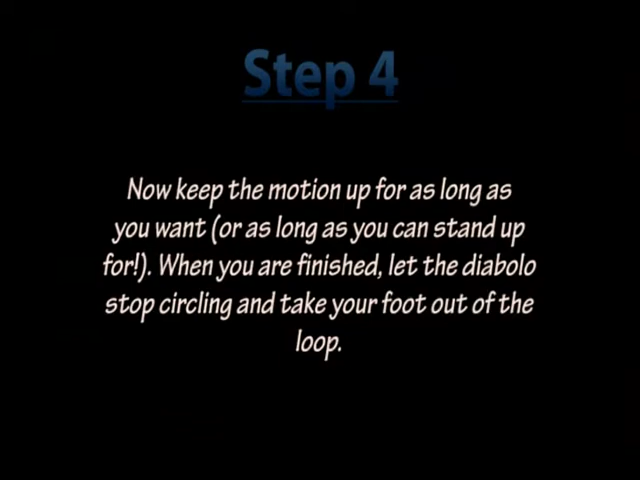 Step 4
Now keep the motion up for as long as
you want (or as long as you can stand up
for!). When you are finished, let the diabolo
stop circling and take your foot out of the
loop.